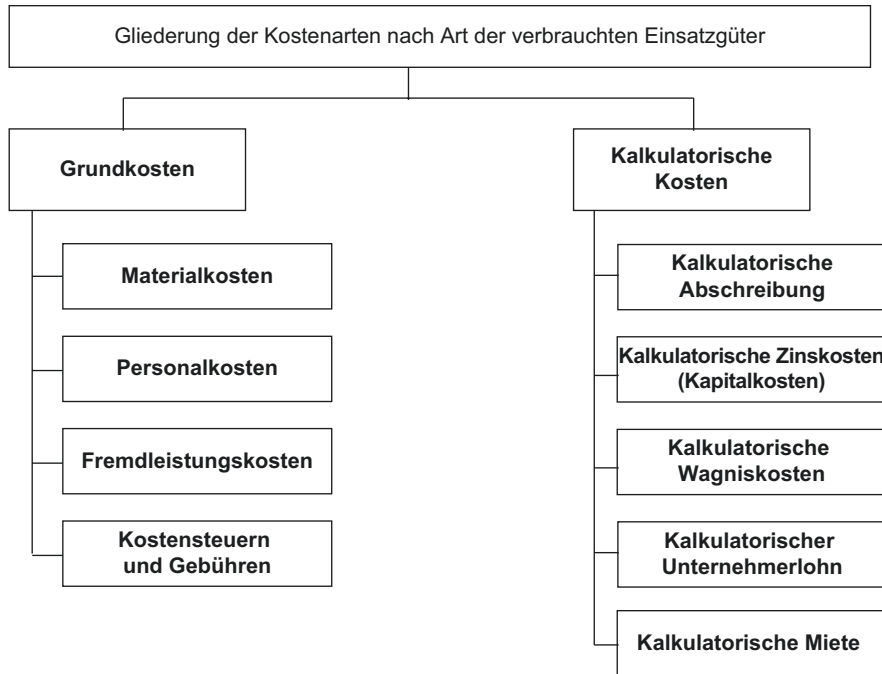 Gliederung der Kostenarten nach Art der verbrauchten Einsatzgüter
Grundkosten
Materialkosten
Personalkosten
Fremdleistungskosten
Kostensteuern
und Gebühren
Kalkulatorische
Kosten
Kalkulatorische
Abschreibung
Kalkulatorische Zinskosten
(Kapitalkosten)
Kalkulatorische
Wagniskosten
Kalkulatorischer
Unternehmerlohn
Kalkulatorische Miete